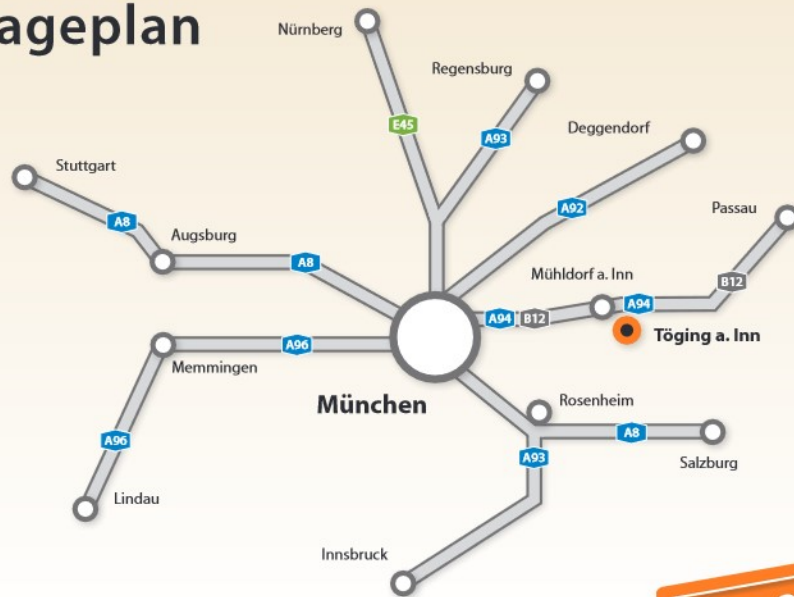 ageplan
Nürnberg
Regensburg
E45
Deggendorf
A93
Stuttgart
A92
Passau
A8
Augsburg
A8
Mühldorf a. Inn
B12
A94
A94 B12
Töging a. Inn
A96
Memmingen
München
Rosenheim
A8
A96
A93
Salzburg
Lindau
Innsbruck